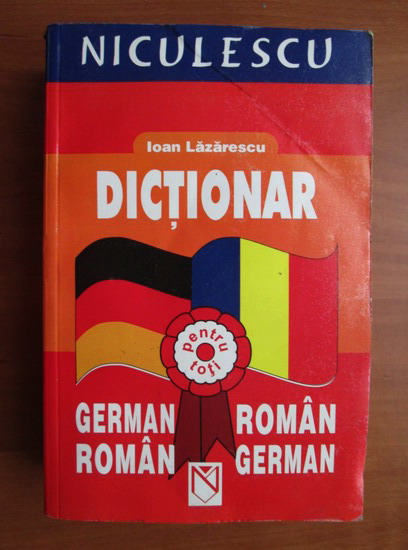 NICULESCU
Ioan Lăzărescu
DICȚIONAR
pentru
toți
GERMAN ROMÂN
ROMÂN GERMAN